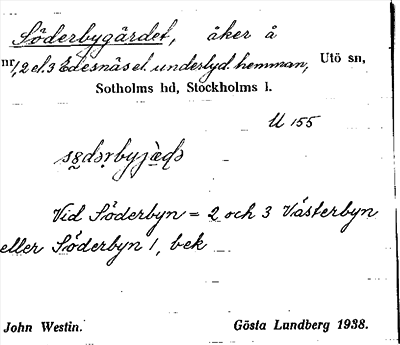 Söderbygärdet, åker å
nr 1, 2 el. 3 Edesnäs el. underlyd. hemman, Utö sn,
Sotholms hd, Stockholms l.
U 155
Vid Söderbyn = 2 och 3 Västerbyn
eller Söderbyn 1, bek
John Westin. Gösta Lundberg 1938.